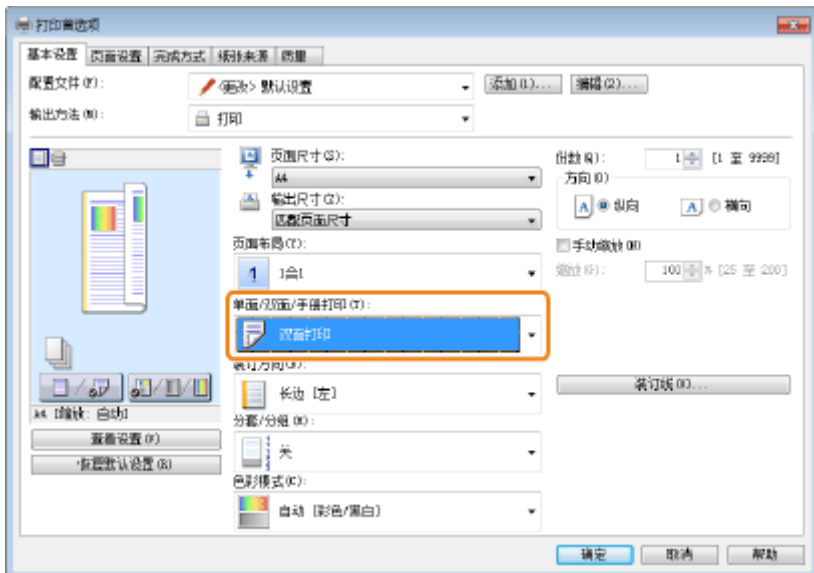 打印首选项
基本设置 页面设置 完成方式 纸张来源 质量
配置文件(F): <更改> 默认设置 添加(1)... 编辑(2)...
输出方法(M): 打印
页面尺寸(S):
A4
输出尺寸(Z):
匹配页面尺寸
页面布局(Y):
1 1合1
单面/双面/手册打印(T):
双面打印
装订方向(U):
长边 [左]
分套/分组(K):
关
色彩模式(C):
自动 [彩色/黑白]
份数(Q): 1 [1 至 9999]
方向(O)
A 纵向 A 横向
手动缩放(W)
缩放(G): 100 % [25 至 200]
装订线(X)...
A4 [缩放: 自动]
查看设置(V)
恢复默认设置(R)
确定 取消 帮助